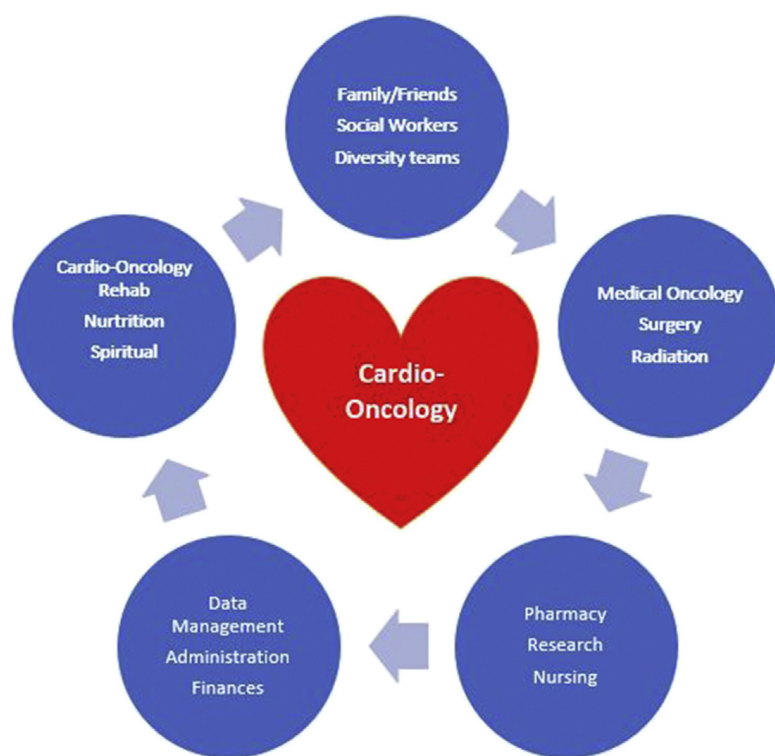 Family/Friends
Social Workers
Diversity teams
Medical Oncology
Surgery
Radiation
Pharmacy
Research
Nursing
Data
Management
Administration
Finances
Cardio-Oncology
Rehab
Nurtrition
Spiritual
Cardio-
Oncology